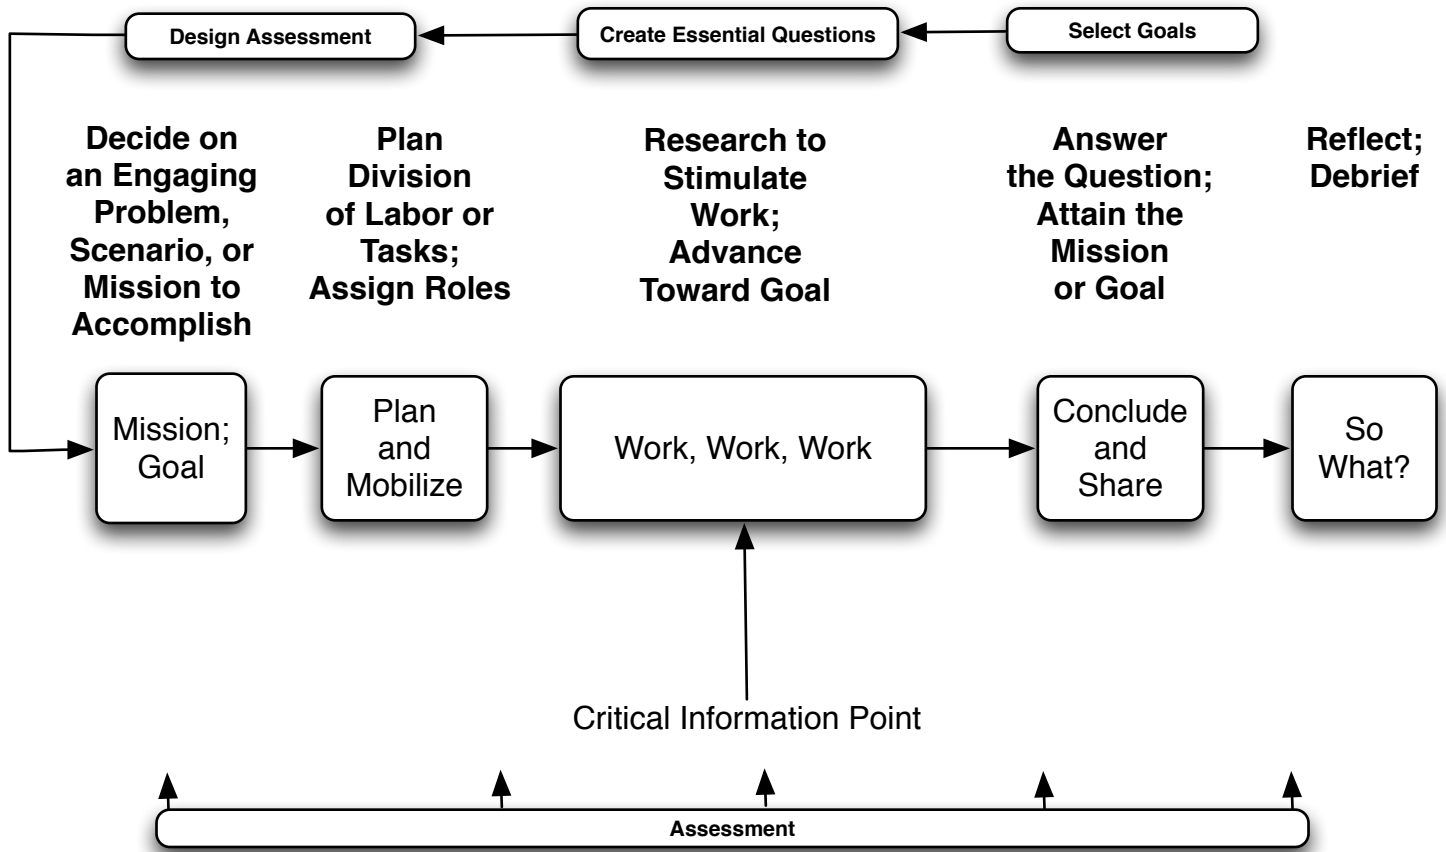 Design Assessment
Create Essential Questions
Select Goals
Decide on
an Engaging
Problem,
Scenario, or
Mission to
Accomplish
Plan
Division
of Labor or
Tasks;
Assign Roles
Research to
Stimulate
Work;
Advance
Toward Goal
Answer
the Question;
Attain the
Mission
or Goal
Reflect;
Debrief
Mission;
Goal
Plan
and
Mobilize
Work, Work, Work
Conclude
and
Share
So
What?
Critical Information Point
Assessment